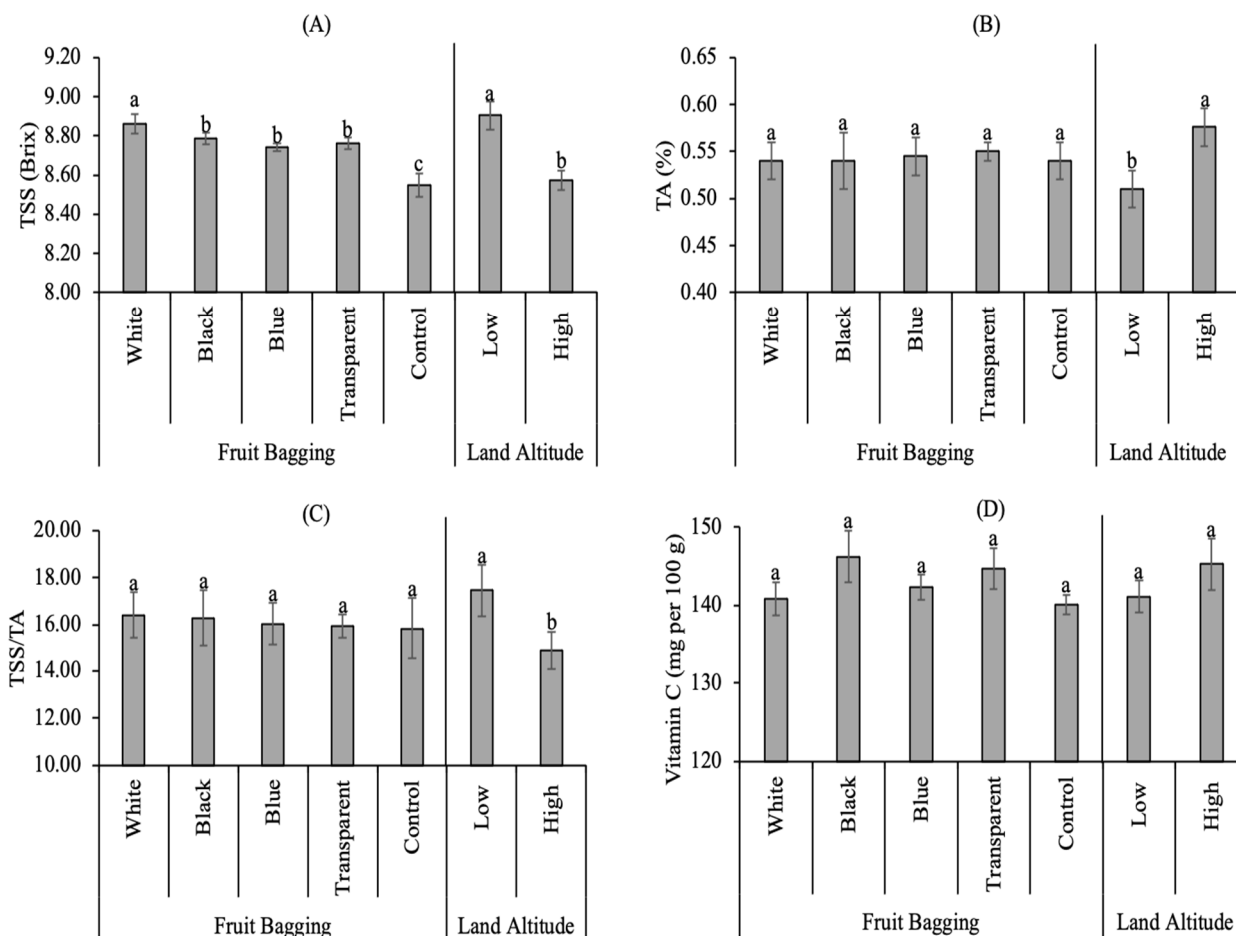 (A)
TSS (Brix)
9.20
9.00
8.80
8.60
8.40
8.20
8.00
a
b
b
b
c
a
b
White
Black
Blue
Transparent
Control
Low
High
Fruit Bagging
Land Altitude
(B)
TA (%)
0.65
0.60
0.55
0.50
0.45
0.40
a
a
a
a
a
b
a
White
Black
Blue
Transparent
Control
Low
High
Fruit Bagging
Land Altitude
(C)
TSS/TA
20.00
18.00
16.00
14.00
12.00
10.00
a
a
a
a
a
a
b
White
Black
Blue
Transparent
Control
Low
High
Fruit Bagging
Land Altitude
(D)
Vitamin C (mg per 100 g)
150
140
130
120
a
a
a
a
a
a
a
White
Black
Blue
Transparent
Control
Low
High
Fruit Bagging
Land Altitude